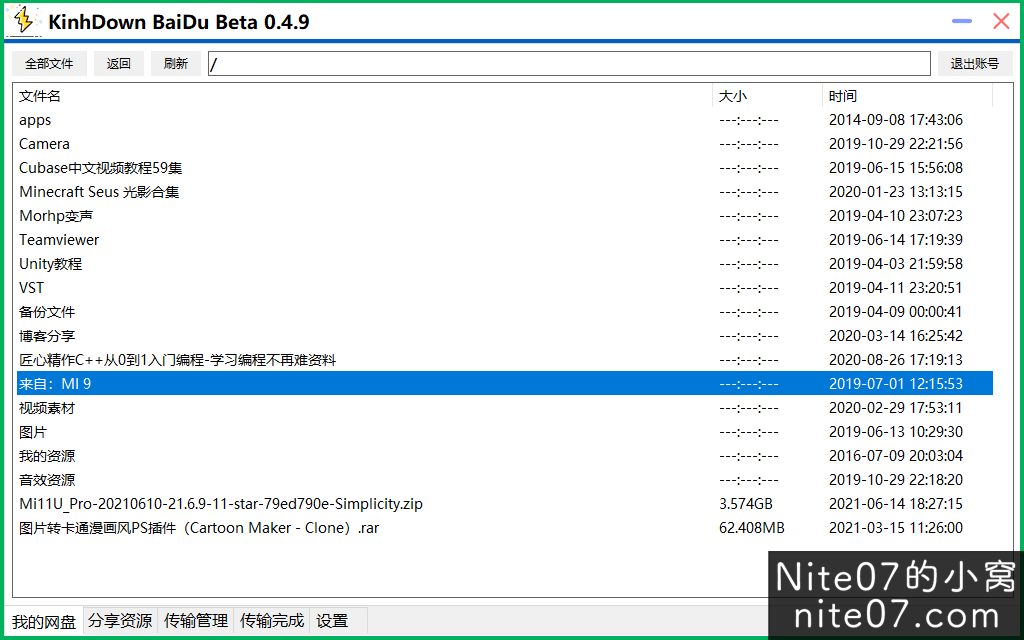 KinhDown BaiDu Beta 0.4.9
全部文件 返回 刷新 / 退出账号
文件名 大小 时间
apps ---:---:--- 2014-09-08 17:43:06
Camera ---:---:--- 2019-10-29 22:21:56
Cubase中文视频教程59集 ---:---:--- 2019-06-15 15:56:08
Minecraft Seus 光影合集 ---:---:--- 2020-01-23 13:13:15
Morhp变声 ---:---:--- 2019-04-10 23:07:23
Teamviewer ---:---:--- 2019-06-14 17:19:39
Unity教程 ---:---:--- 2019-04-03 21:59:58
VST ---:---:--- 2019-04-11 23:20:51
备份文件 ---:---:--- 2019-04-09 00:00:41
博客分享 ---:---:--- 2020-03-14 16:25:42
匠心精作C++从0到1入门编程-学习编程不再难资料 ---:---:--- 2020-08-26 17:19:13
来自：MI 9 ---:---:--- 2019-07-01 12:15:53
视频素材 ---:---:--- 2020-02-29 17:53:11
图片 ---:---:--- 2019-06-13 10:29:30
我的资源 ---:---:--- 2016-07-09 20:03:04
音效资源 ---:---:--- 2019-10-29 22:18:20
Mi11U_Pro-20210610-21.6.9-11-star-79ed790e-Simplicity.zip 3.574GB 2021-06-14 18:27:15
图片转卡通漫画风PS插件（Cartoon Maker - Clone）.rar 62.408MB 2021-03-15 11:26:00
我的网盘 分享资源 传输管理 传输完成 设置
Nite07的小窝
nite07.com